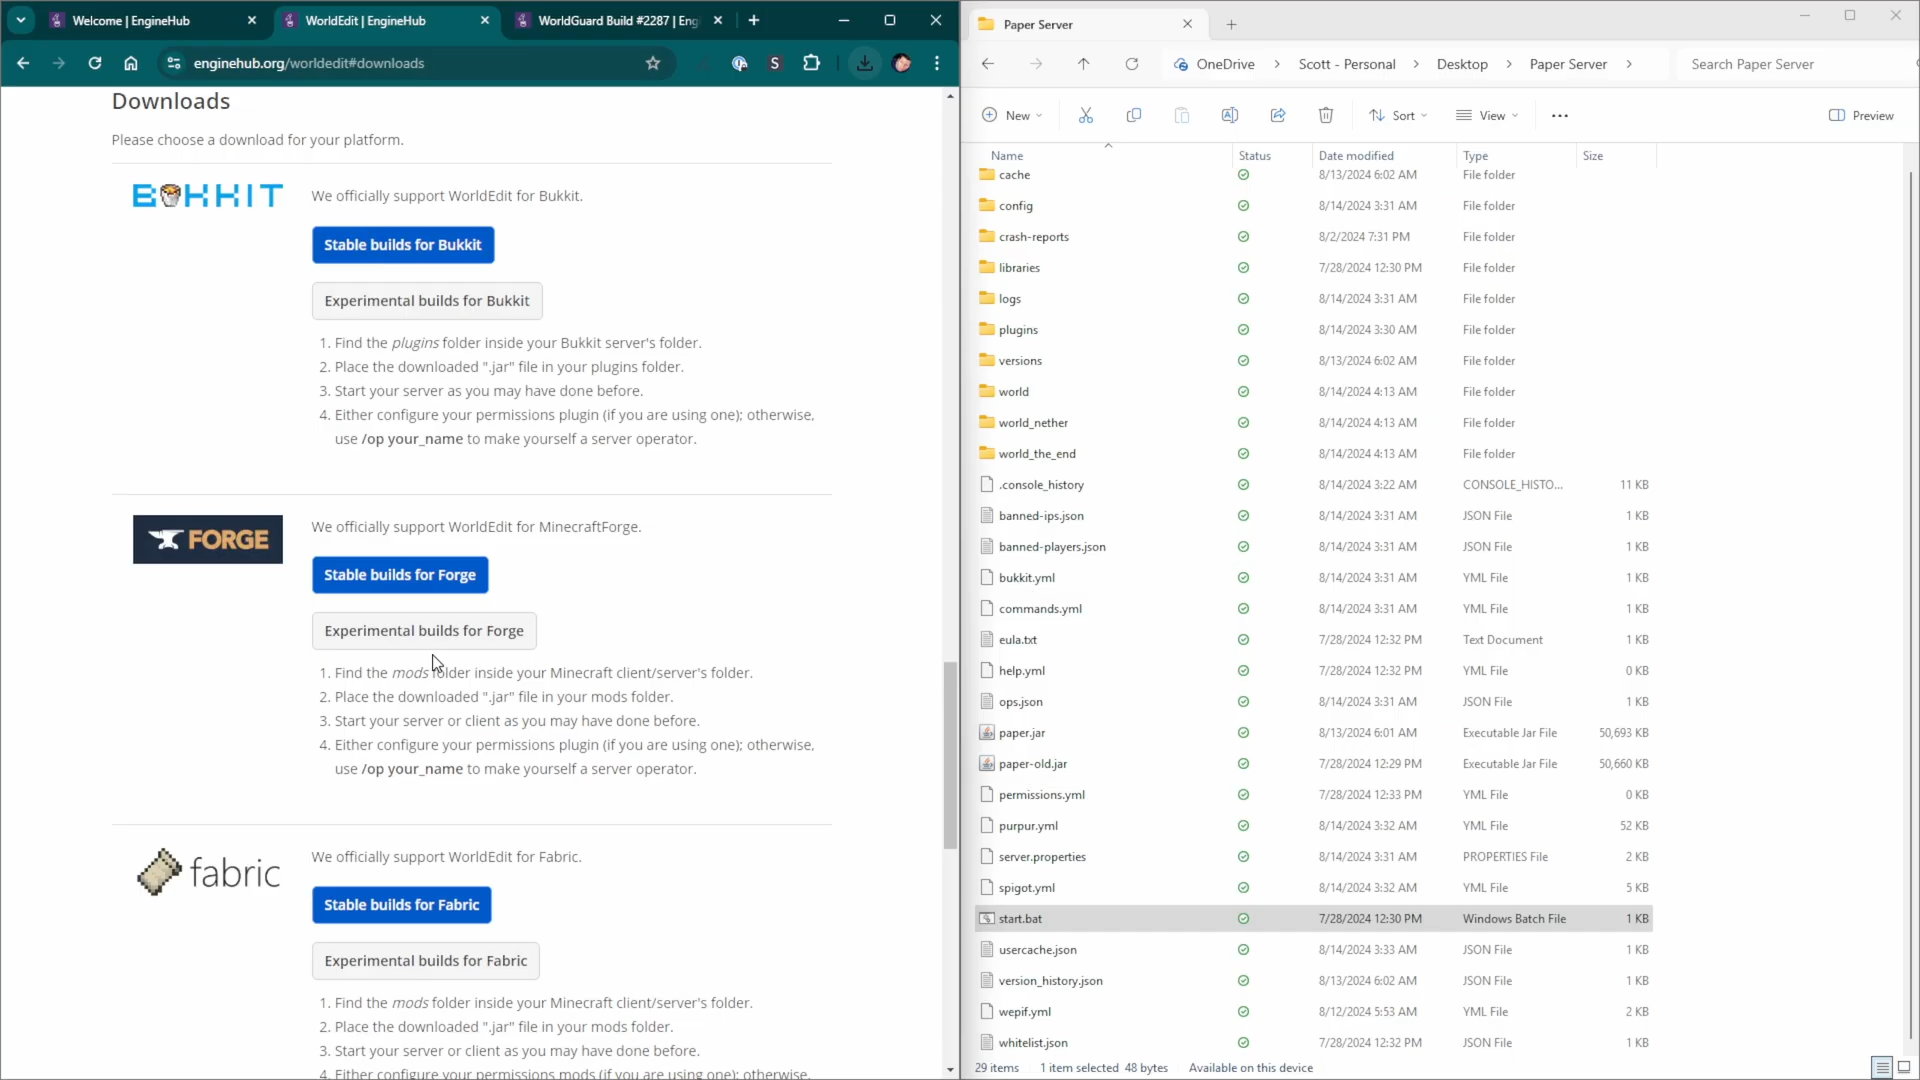 Welcome | EngineHub
WorldEdit | EngineHub
WorldGuard Build #2287 | Eng
enginehub.org/worldedit#downloads
S
Downloads
Please choose a download for your platform.
BUKKIT
We officially support WorldEdit for Bukkit.
Stable builds for Bukkit
Experimental builds for Bukkit
1. Find the plugins folder inside your Bukkit server's folder.
2. Place the downloaded ".jar" file in your plugins folder.
3. Start your server as you may have done before.
4. Either configure your permissions plugin (if you are using one); otherwise,
use /op your_name to make yourself a server operator.
FORGE
We officially support WorldEdit for MinecraftForge.
Stable builds for Forge
Experimental builds for Forge
1. Find the mods folder inside your Minecraft client/server's folder.
2. Place the downloaded ".jar" file in your mods folder.
3. Start your server or client as you may have done before.
4. Either configure your permissions plugin (if you are using one); otherwise,
use /op your_name to make yourself a server operator.
fabric
We officially support WorldEdit for Fabric.
Stable builds for Fabric
Experimental builds for Fabric
1. Find the mods folder inside your Minecraft client/server's folder.
2. Place the downloaded ".jar" file in your mods folder.
3. Start your server or client as you may have done before.
4. Either configure your permissions mods (if you are using one); otherwise,
Paper Server
OneDrive > Scott - Personal > Desktop > Paper Server >
Search Paper Server
New Sort View ... Preview
Name Status Date modified Type Size
cache 8/13/2024 6:02 AM File folder
config 8/14/2024 3:31 AM File folder
crash-reports 8/2/2024 7:31 PM File folder
libraries 7/28/2024 12:30 PM File folder
logs 8/14/2024 3:31 AM File folder
plugins 8/14/2024 3:30 AM File folder
versions 8/13/2024 6:02 AM File folder
world 8/14/2024 4:13 AM File folder
world_nether 8/14/2024 4:13 AM File folder
world_the_end 8/14/2024 4:13 AM File folder
.console_history 8/14/2024 3:22 AM CONSOLE_HISTO... 11 KB
banned-ips.json 8/14/2024 3:31 AM JSON File 1 KB
banned-players.json 8/14/2024 3:31 AM JSON File 1 KB
bukkit.yml 8/14/2024 3:31 AM YML File 1 KB
commands.yml 8/14/2024 3:31 AM YML File 1 KB
eula.txt 7/28/2024 12:32 PM Text Document 1 KB
help.yml 7/28/2024 12:32 PM YML File 0 KB
ops.json 8/14/2024 3:31 AM JSON File 1 KB
paper.jar 8/13/2024 6:01 AM Executable Jar File 50,693 KB
paper-old.jar 7/28/2024 12:29 PM Executable Jar File 50,660 KB
permissions.yml 7/28/2024 12:33 PM YML File 0 KB
purpur.yml 8/14/2024 3:32 AM YML File 52 KB
server.properties 8/14/2024 3:31 AM PROPERTIES File 2 KB
spigot.yml 8/14/2024 3:32 AM YML File 5 KB
start.bat 7/28/2024 12:30 PM Windows Batch File 1 KB
usercache.json 8/14/2024 3:33 AM JSON File 1 KB
version_history.json 8/13/2024 6:02 AM JSON File 1 KB
wepif.yml 8/12/2024 5:53 AM YML File 2 KB
whitelist.json 7/28/2024 12:32 PM JSON File 1 KB
29 items 1 item selected 48 bytes Available on this device